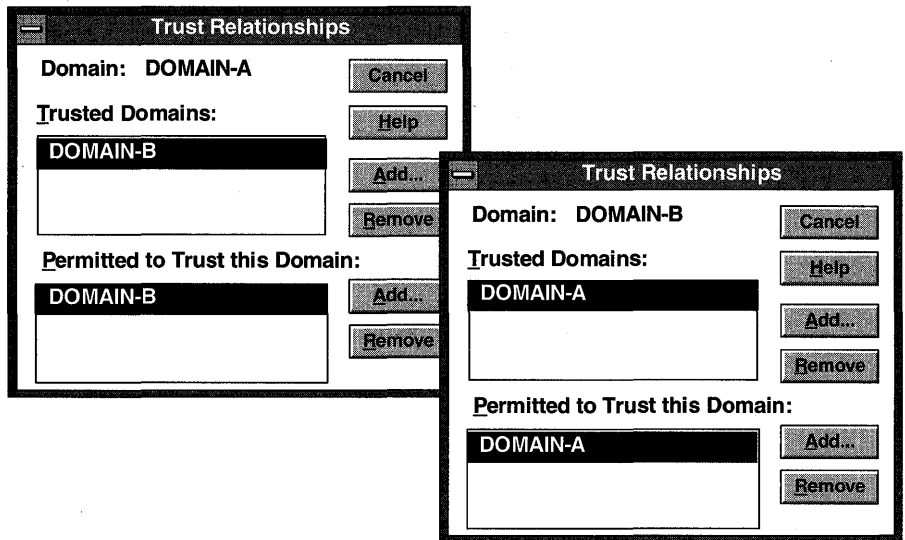 Trust Relationships
Domain: DOMAIN-A
Cancel
Trusted Domains:
Help
DOMAIN-B
Add...
Remove
Permitted to Trust this Domain:
DOMAIN-B
Add...
Remove
Trust Relationships
Domain: DOMAIN-B
Cancel
Trusted Domains:
Help
DOMAIN-A
Add...
Remove
Permitted to Trust this Domain:
DOMAIN-A
Add...
Remove